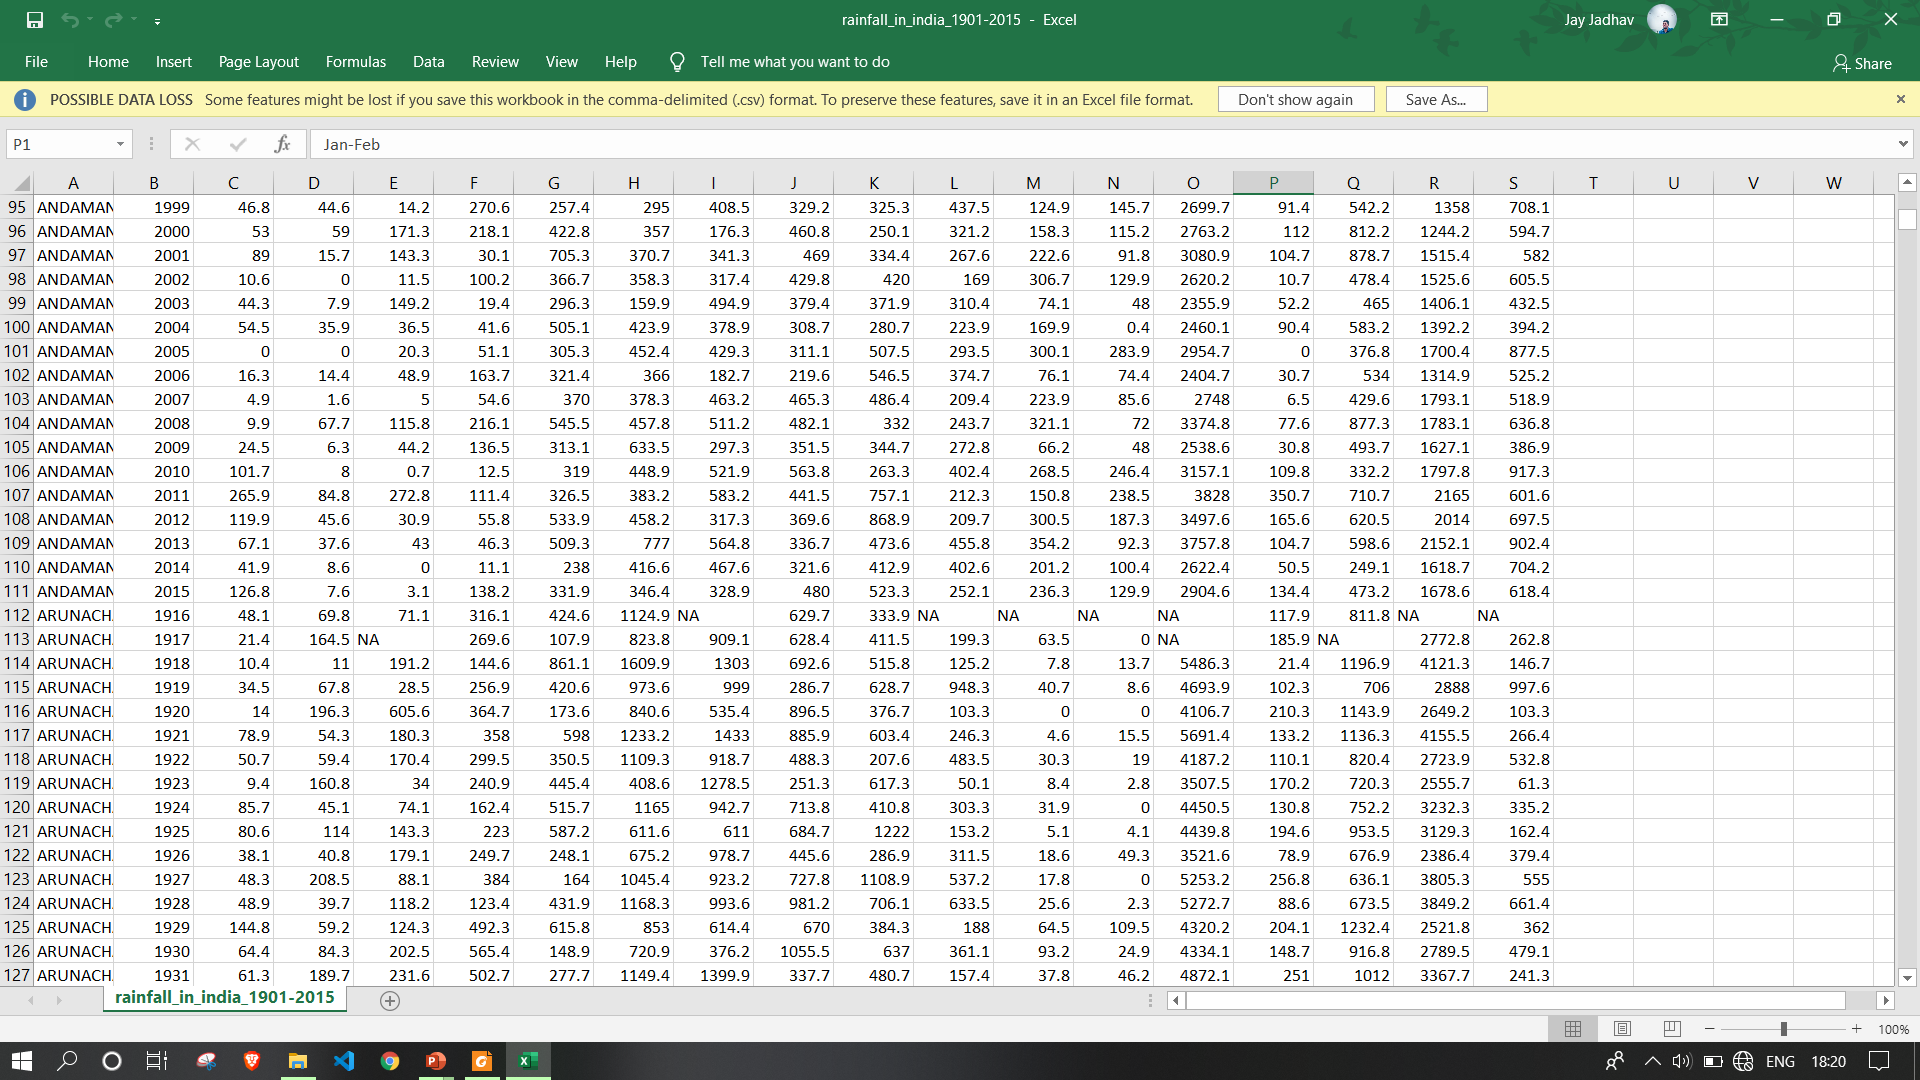 rainfall_in_india_1901-2015 - Excel
Jay Jadhav
File Home Insert Page Layout Formulas Data Review View Help Tell me what you want to do Share
POSSIBLE DATA LOSS Some features might be lost if you save this workbook in the comma-delimited (.csv) format. To preserve these features, save it in an Excel file format. Don't show again Save As...
P1 fx Jan-Feb
A B C D E F G H I J K L M N O P Q R S T U V W
95 ANDAMAN 1999 46.8 44.6 14.2 270.6 257.4 295 408.5 329.2 325.3 437.5 124.9 145.7 2699.7 91.4 542.2 1358 708.1
96 ANDAMAN 2000 53 59 171.3 218.1 422.8 357 176.3 460.8 250.1 321.2 158.3 115.2 2763.2 112 812.2 1244.2 594.7
97 ANDAMAN 2001 89 15.7 143.3 30.1 705.3 370.7 341.3 469 334.4 267.6 222.6 91.8 3080.9 104.7 878.7 1515.4 582
98 ANDAMAN 2002 10.6 0 11.5 100.2 366.7 358.3 317.4 429.8 420 169 306.7 129.9 2620.2 10.7 478.4 1525.6 605.5
99 ANDAMAN 2003 44.3 7.9 149.2 19.4 296.3 159.9 494.9 379.4 371.9 310.4 74.1 48 2355.9 52.2 465 1406.1 432.5
100 ANDAMAN 2004 54.5 35.9 36.5 41.6 505.1 423.9 378.9 308.7 280.7 223.9 169.9 0.4 2460.1 90.4 583.2 1392.2 394.2
101 ANDAMAN 2005 0 0 20.3 51.1 305.3 452.4 429.3 311.1 507.5 293.5 300.1 283.9 2954.7 0 376.8 1700.4 877.5
102 ANDAMAN 2006 16.3 14.4 48.9 163.7 321.4 366 182.7 219.6 546.5 374.7 76.1 74.4 2404.7 30.7 534 1314.9 525.2
103 ANDAMAN 2007 4.9 1.6 5 54.6 370 378.3 463.2 465.3 486.4 209.4 223.9 85.6 2748 6.5 429.6 1793.1 518.9
104 ANDAMAN 2008 9.9 67.7 115.8 216.1 545.5 457.8 511.2 482.1 332 243.7 321.1 72 3374.8 77.6 877.3 1783.1 636.8
105 ANDAMAN 2009 24.5 6.3 44.2 136.5 313.1 633.5 297.3 351.5 344.7 272.8 66.2 48 2538.6 30.8 493.7 1627.1 386.9
106 ANDAMAN 2010 101.7 8 0.7 12.5 319 448.9 521.9 563.8 263.3 402.4 268.5 246.4 3157.1 109.8 332.2 1797.8 917.3
107 ANDAMAN 2011 265.9 84.8 272.8 111.4 326.5 383.2 583.2 441.5 757.1 212.3 150.8 238.5 3828 350.7 710.7 2165 601.6
108 ANDAMAN 2012 119.9 45.6 30.9 55.8 533.9 458.2 317.3 369.6 868.9 209.7 300.5 187.3 3497.6 165.6 620.5 2014 697.5
109 ANDAMAN 2013 67.1 37.6 43 46.3 509.3 777 564.8 336.7 473.6 455.8 354.2 92.3 3757.8 104.7 598.6 2152.1 902.4
110 ANDAMAN 2014 41.9 8.6 0 11.1 238 416.6 467.6 321.6 412.9 402.6 201.2 100.4 2622.4 50.5 249.1 1618.7 704.2
111 ANDAMAN 2015 126.8 7.6 3.1 138.2 331.9 346.4 328.9 480 523.3 252.1 236.3 129.9 2904.6 134.4 473.2 1678.6 618.4
112 ARUNACH 1916 48.1 69.8 71.1 316.1 424.6 1124.9 NA 629.7 333.9 NA NA NA NA 117.9 811.8 NA NA
113 ARUNACH 1917 21.4 164.5 NA 269.6 107.9 823.8 909.1 628.4 411.5 199.3 63.5 0 NA 185.9 NA 2772.8 262.8
114 ARUNACH 1918 10.4 11 191.2 144.6 861.1 1609.9 1303 692.6 515.8 125.2 7.8 13.7 5486.3 21.4 1196.9 4121.3 146.7
115 ARUNACH 1919 34.5 67.8 28.5 256.9 420.6 973.6 999 286.7 628.7 948.3 40.7 8.6 4693.9 102.3 706 2888 997.6
116 ARUNACH 1920 14 196.3 605.6 364.7 173.6 840.6 535.4 896.5 376.7 103.3 0 0 4106.7 210.3 1143.9 2649.2 103.3
117 ARUNACH 1921 78.9 54.3 180.3 358 598 1233.2 1433 885.9 603.4 246.3 4.6 15.5 5691.4 133.2 1136.3 4155.5 266.4
118 ARUNACH 1922 50.7 59.4 170.4 299.5 350.5 1109.3 918.7 488.3 207.6 483.5 30.3 19 4187.2 110.1 820.4 2723.9 532.8
119 ARUNACH 1923 9.4 160.8 34 240.9 445.4 408.6 1278.5 251.3 617.3 50.1 8.4 2.8 3507.5 170.2 720.3 2555.7 61.3
120 ARUNACH 1924 85.7 45.1 74.1 162.4 515.7 1165 942.7 713.8 410.8 303.3 31.9 0 4450.5 130.8 752.2 3232.3 335.2
121 ARUNACH 1925 80.6 114 143.3 223 587.2 611.6 611 684.7 1222 153.2 5.1 4.1 4439.8 194.6 953.5 3129.3 162.4
122 ARUNACH 1926 38.1 40.8 179.1 249.7 248.1 675.2 978.7 445.6 286.9 311.5 18.6 49.3 3521.6 78.9 676.9 2386.4 379.4
123 ARUNACH 1927 48.3 208.5 88.1 384 164 1045.4 923.2 727.8 1108.9 537.2 17.8 0 5253.2 256.8 636.1 3805.3 555
124 ARUNACH 1928 48.9 39.7 118.2 123.4 431.9 1168.3 993.6 981.2 706.1 633.5 25.6 2.3 5272.7 88.6 673.5 3849.2 661.4
125 ARUNACH 1929 144.8 59.2 124.3 492.3 615.8 853 614.4 670 384.3 188 64.5 109.5 4320.2 204.1 1232.4 2521.8 362
126 ARUNACH 1930 64.4 84.3 202.5 565.4 148.9 720.9 376.2 1055.5 637 361.1 93.2 24.9 4334.1 148.7 916.8 2789.5 479.1
127 ARUNACH 1931 61.3 189.7 231.6 502.7 277.7 1149.4 1399.9 337.7 480.7 157.4 37.8 46.2 4872.1 251 1012 3367.7 241.3
rainfall_in_india_1901-2015
100%
ENG 18:20